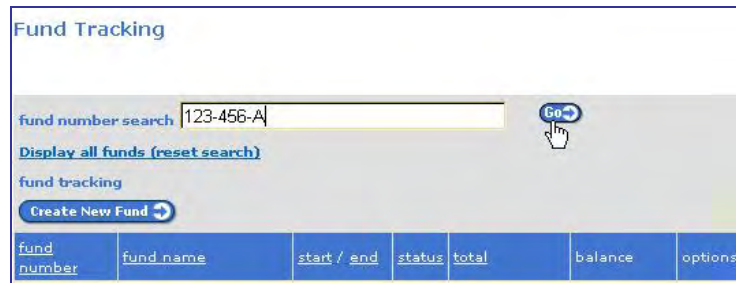 Fund Tracking
fund number search 123-456-A Go
Display all funds (reset search)
fund tracking
Create New Fund
fund number fund name start / end status total balance options